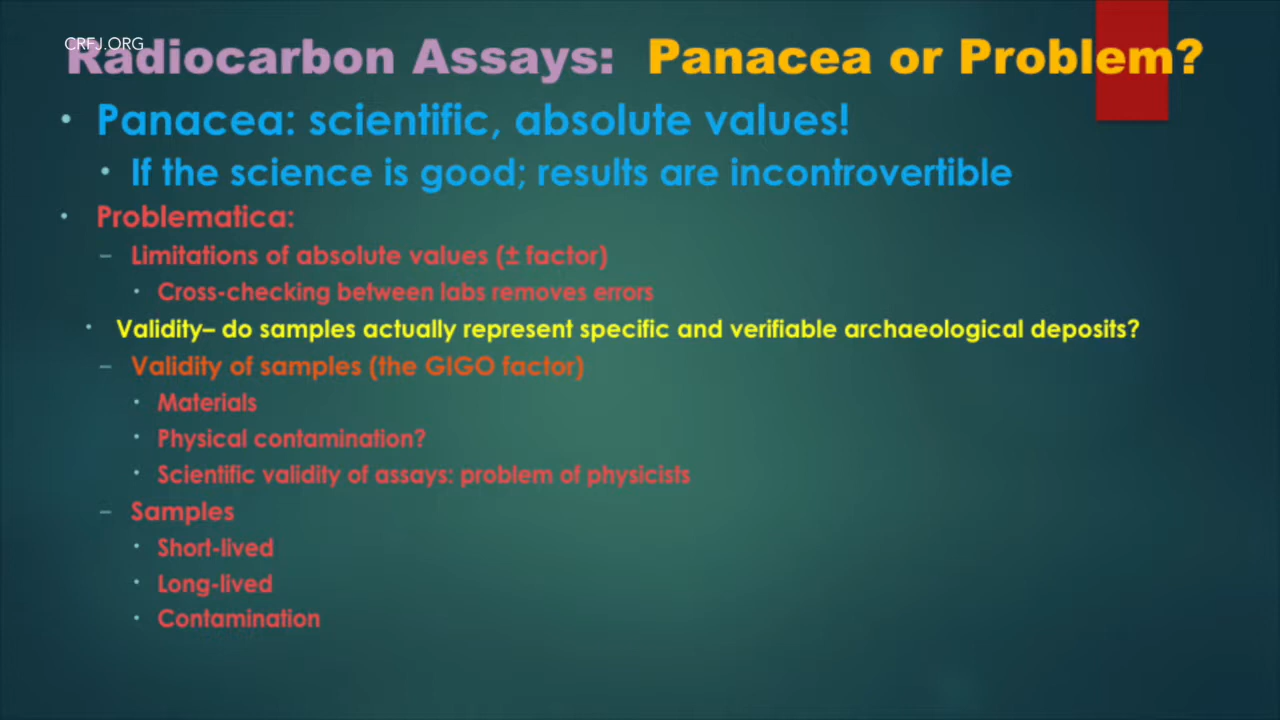 CRFJ.ORG
Radiocarbon Assays: Panacea or Problem?
• Panacea: scientific, absolute values!
• If the science is good; results are incontrovertible
• Problematica:
– Limitations of absolute values (± factor)
• Cross-checking between labs removes errors
• Validity– do samples actually represent specific and verifiable archaeological deposits?
– Validity of samples (the GIGO factor)
• Materials
• Physical contamination?
• Scientific validity of assays: problem of physicists
– Samples
• Short-lived
• Long-lived
• Contamination